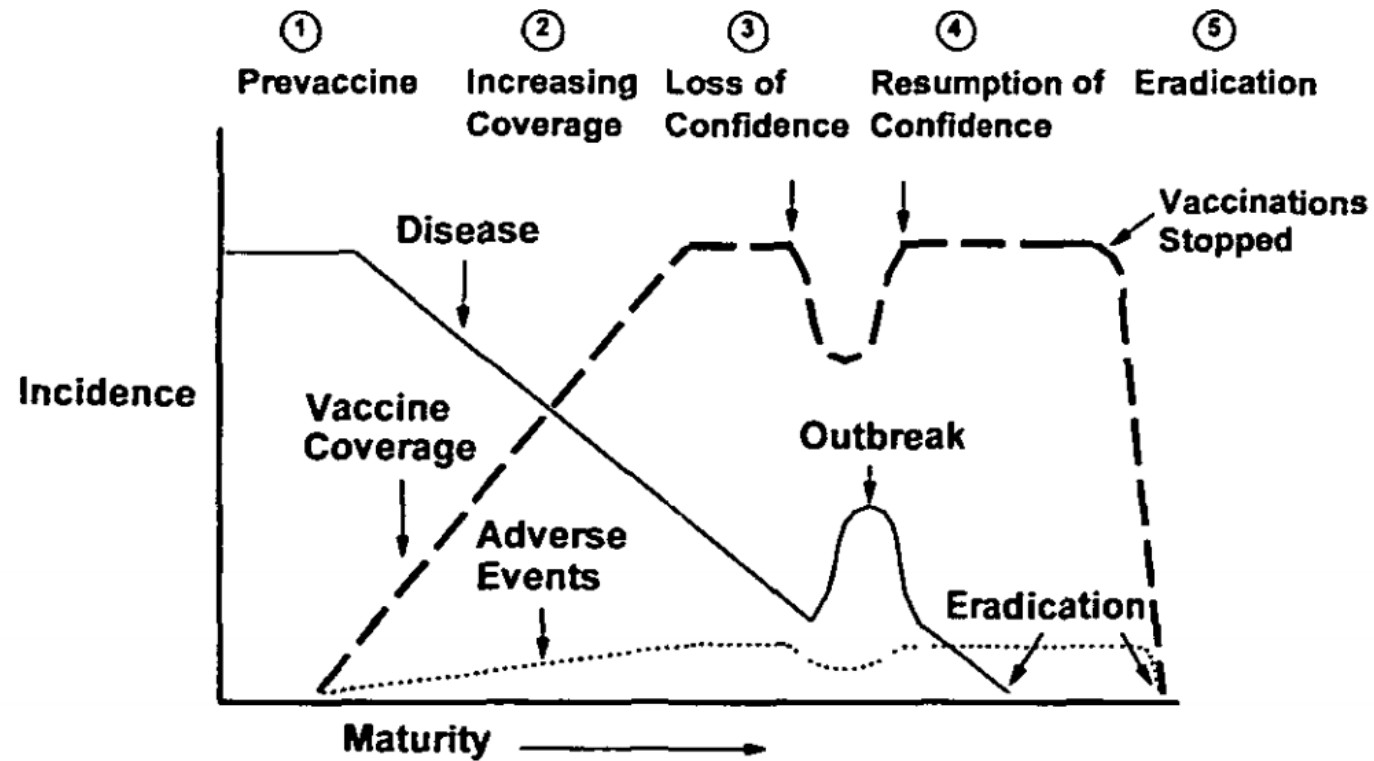 ① ② ③ ④ ⑤
Prevaccine Increasing Loss of Resumption of Eradication
Coverage Confidence Confidence
Vaccinations
Stopped
Disease
Incidence
Vaccine
Coverage
Outbreak
Adverse
Events
Eradication
Maturity